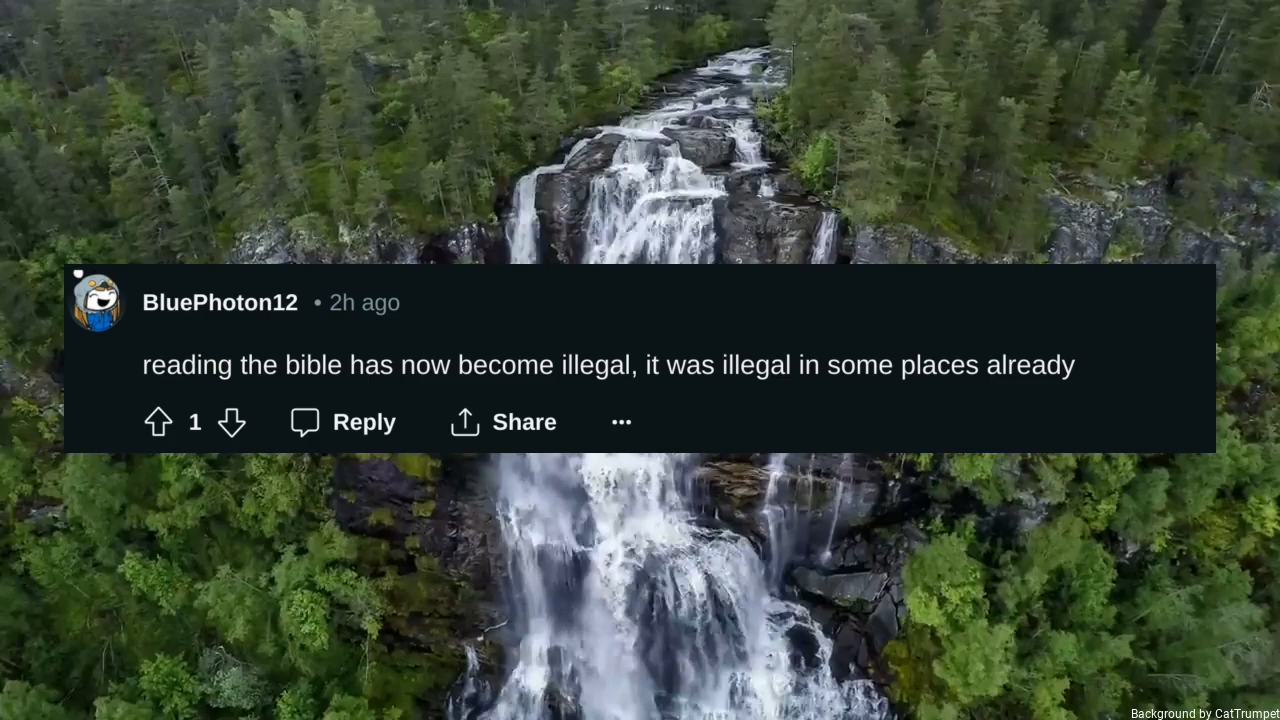 BluePhoton12 • 2h ago
reading the bible has now become illegal, it was illegal in some places already
1 Reply Share ...
Background by CatTrumpet